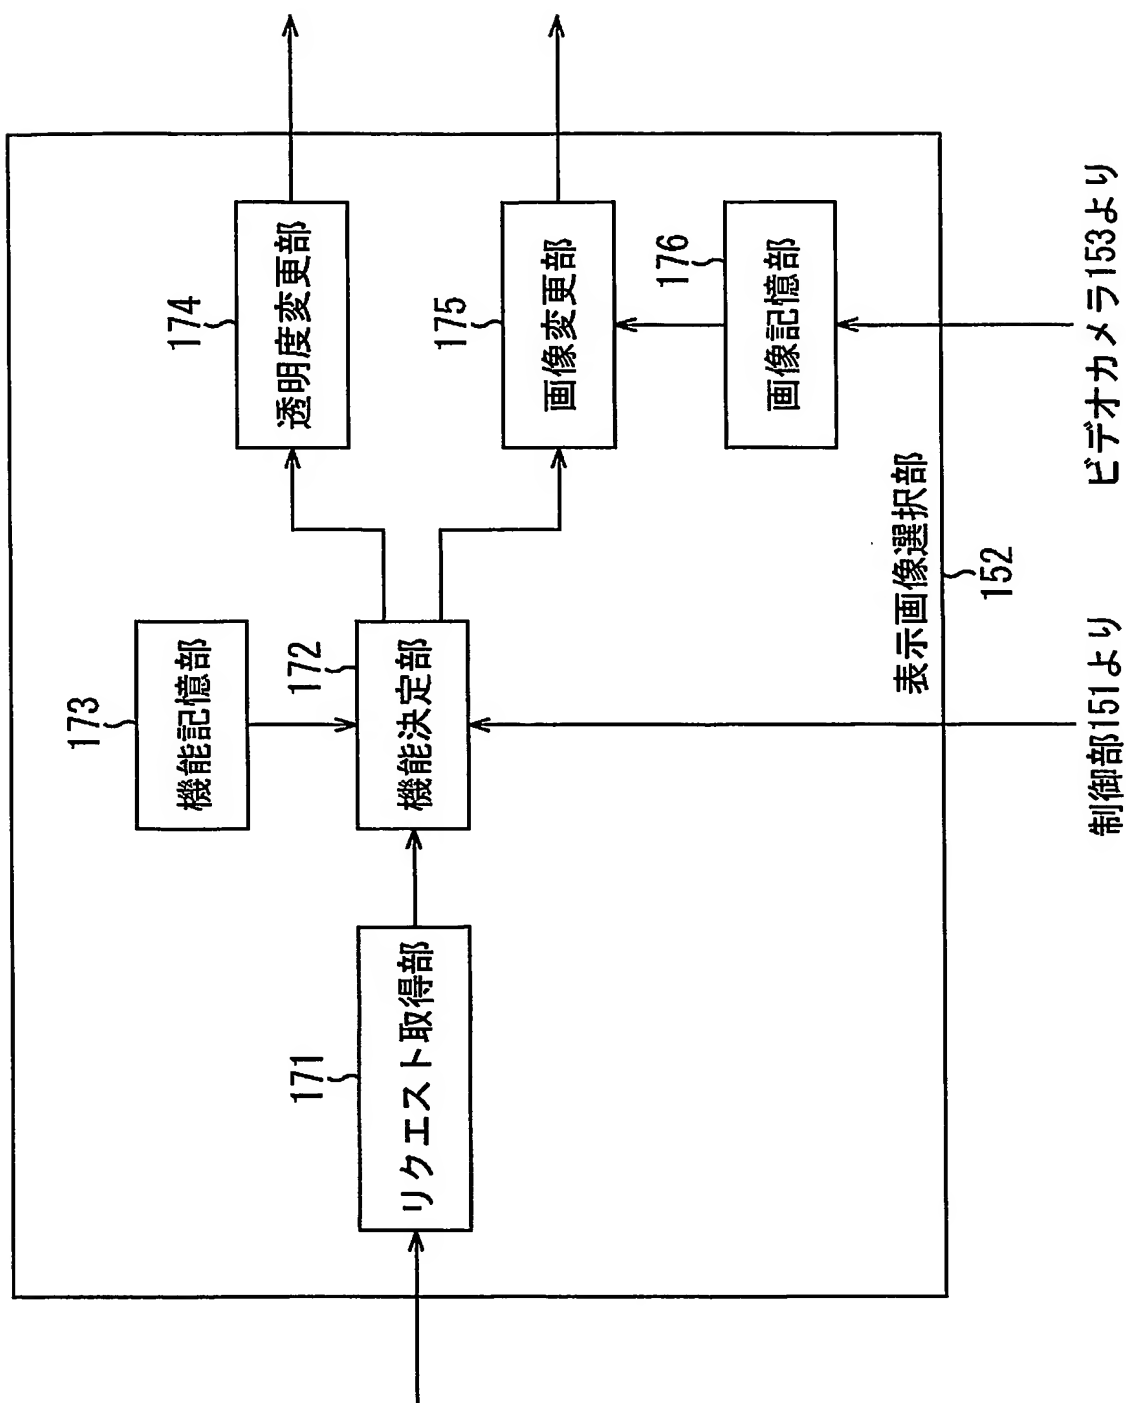 174
透明度変更部
175
画像変更部
176
画像記憶部
173
機能記憶部
172
機能決定部
171
リクエスト取得部
表示画像選択部
152
制御部151より
ビデオカメラ153より